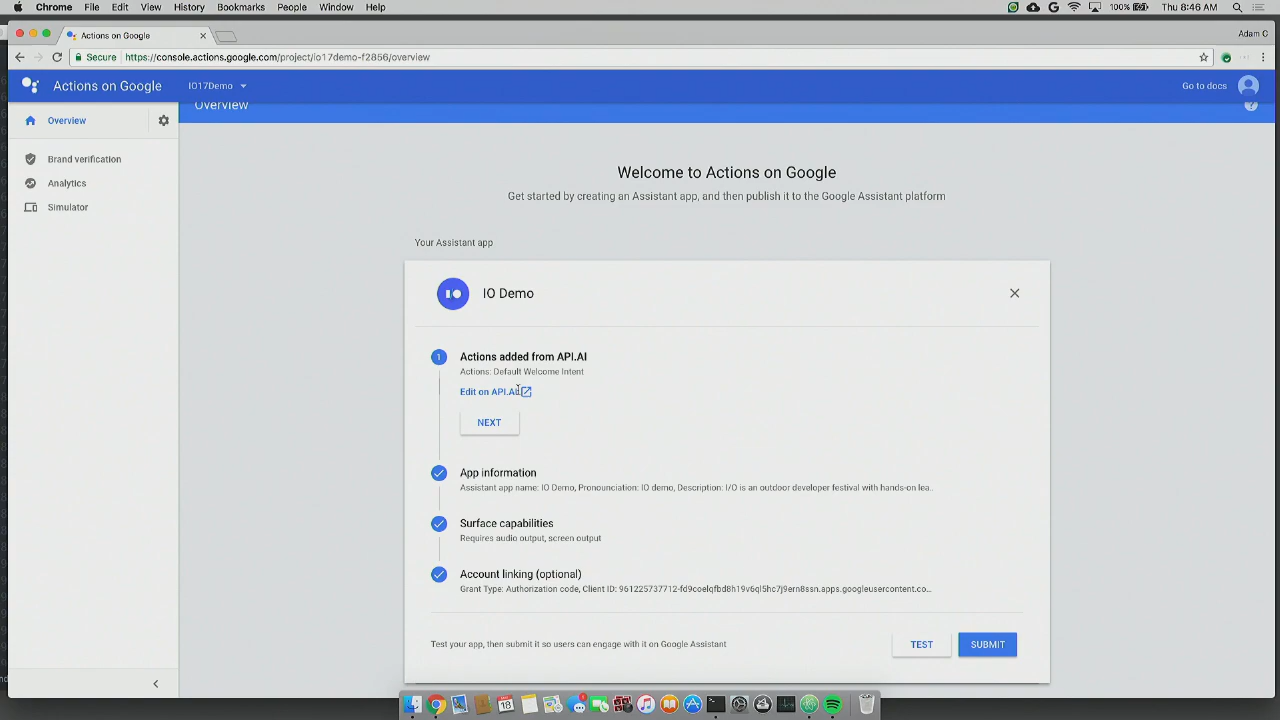 Chrome File Edit View History Bookmarks People Window Help 100% Thu 8:46 AM
Actions on Google Adam C
Secure https://console.actions.google.com/project/io17demo-f2866/overview
Actions on Google IO17Demo Go to docs
Overview
Overview
Brand verification
Analytics
Simulator
Welcome to Actions on Google
Get started by creating an Assistant app, and then publish it to the Google Assistant platform
Your Assistant app
IO IO Demo
1 Actions added from API.AI
Actions: Default Welcome Intent
Edit on API.AI
NEXT
App information
Assistant app name: IO Demo, Pronounciation: IO demo, Description: I/O is an outdoor developer festival with hands-on lea..
Surface capabilities
Requires audio output, screen output
Account linking (optional)
Grant Type: Authorization code, Client ID: 961225737712-fd9coelqfbd8h19v6ql5hc7j9ern8ssn.apps.googleusercontent.co...
Test your app, then submit it so users can engage with it on Google Assistant TEST SUBMIT
18